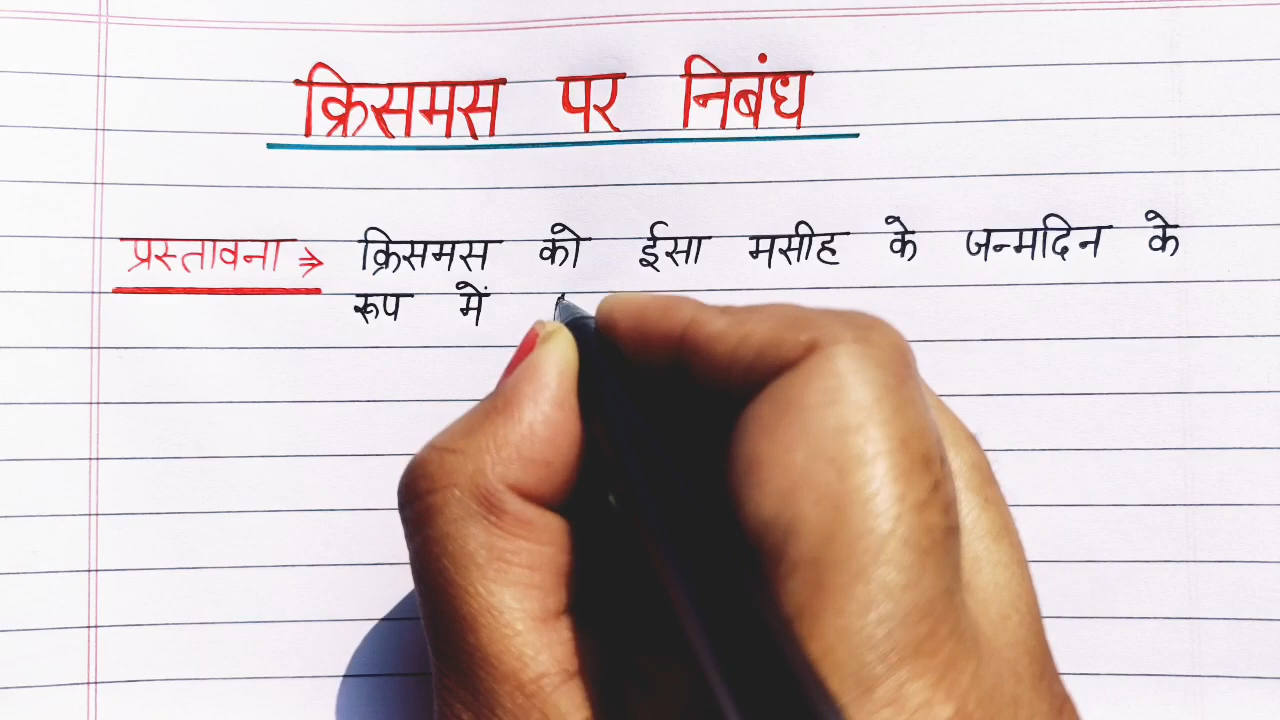 क्रिसमस पर निबंध
प्रस्तावना → क्रिसमस को ईसा मसीह के जन्मदिन के
रूप में